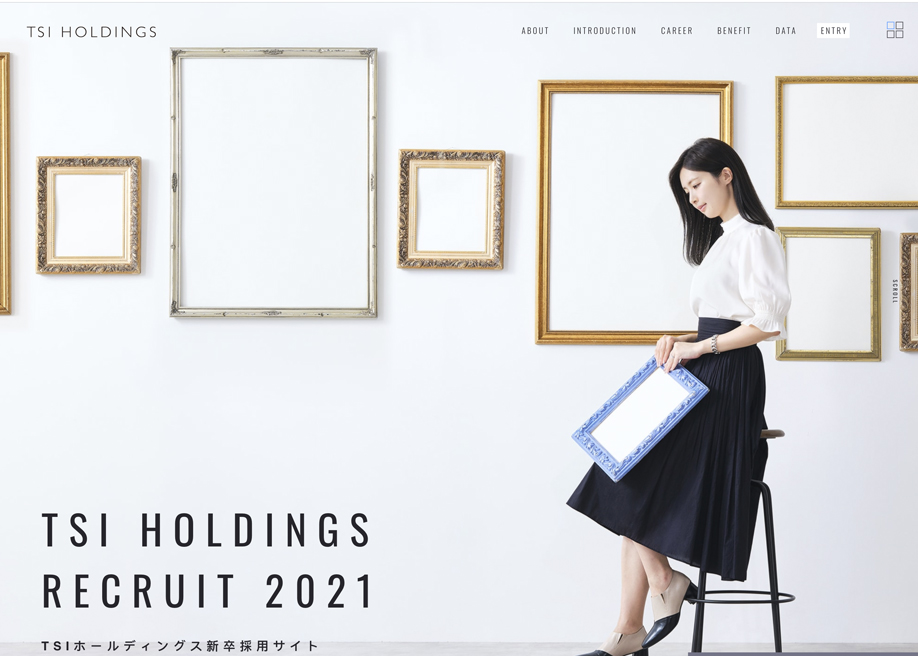 TSI HOLDINGS
ABOUT INTRODUCTION CAREER BENEFIT DATA ENTRY
SCROLL
TSI HOLDINGS
RECRUIT 2021
TSIホールディングス新卒採用サイト